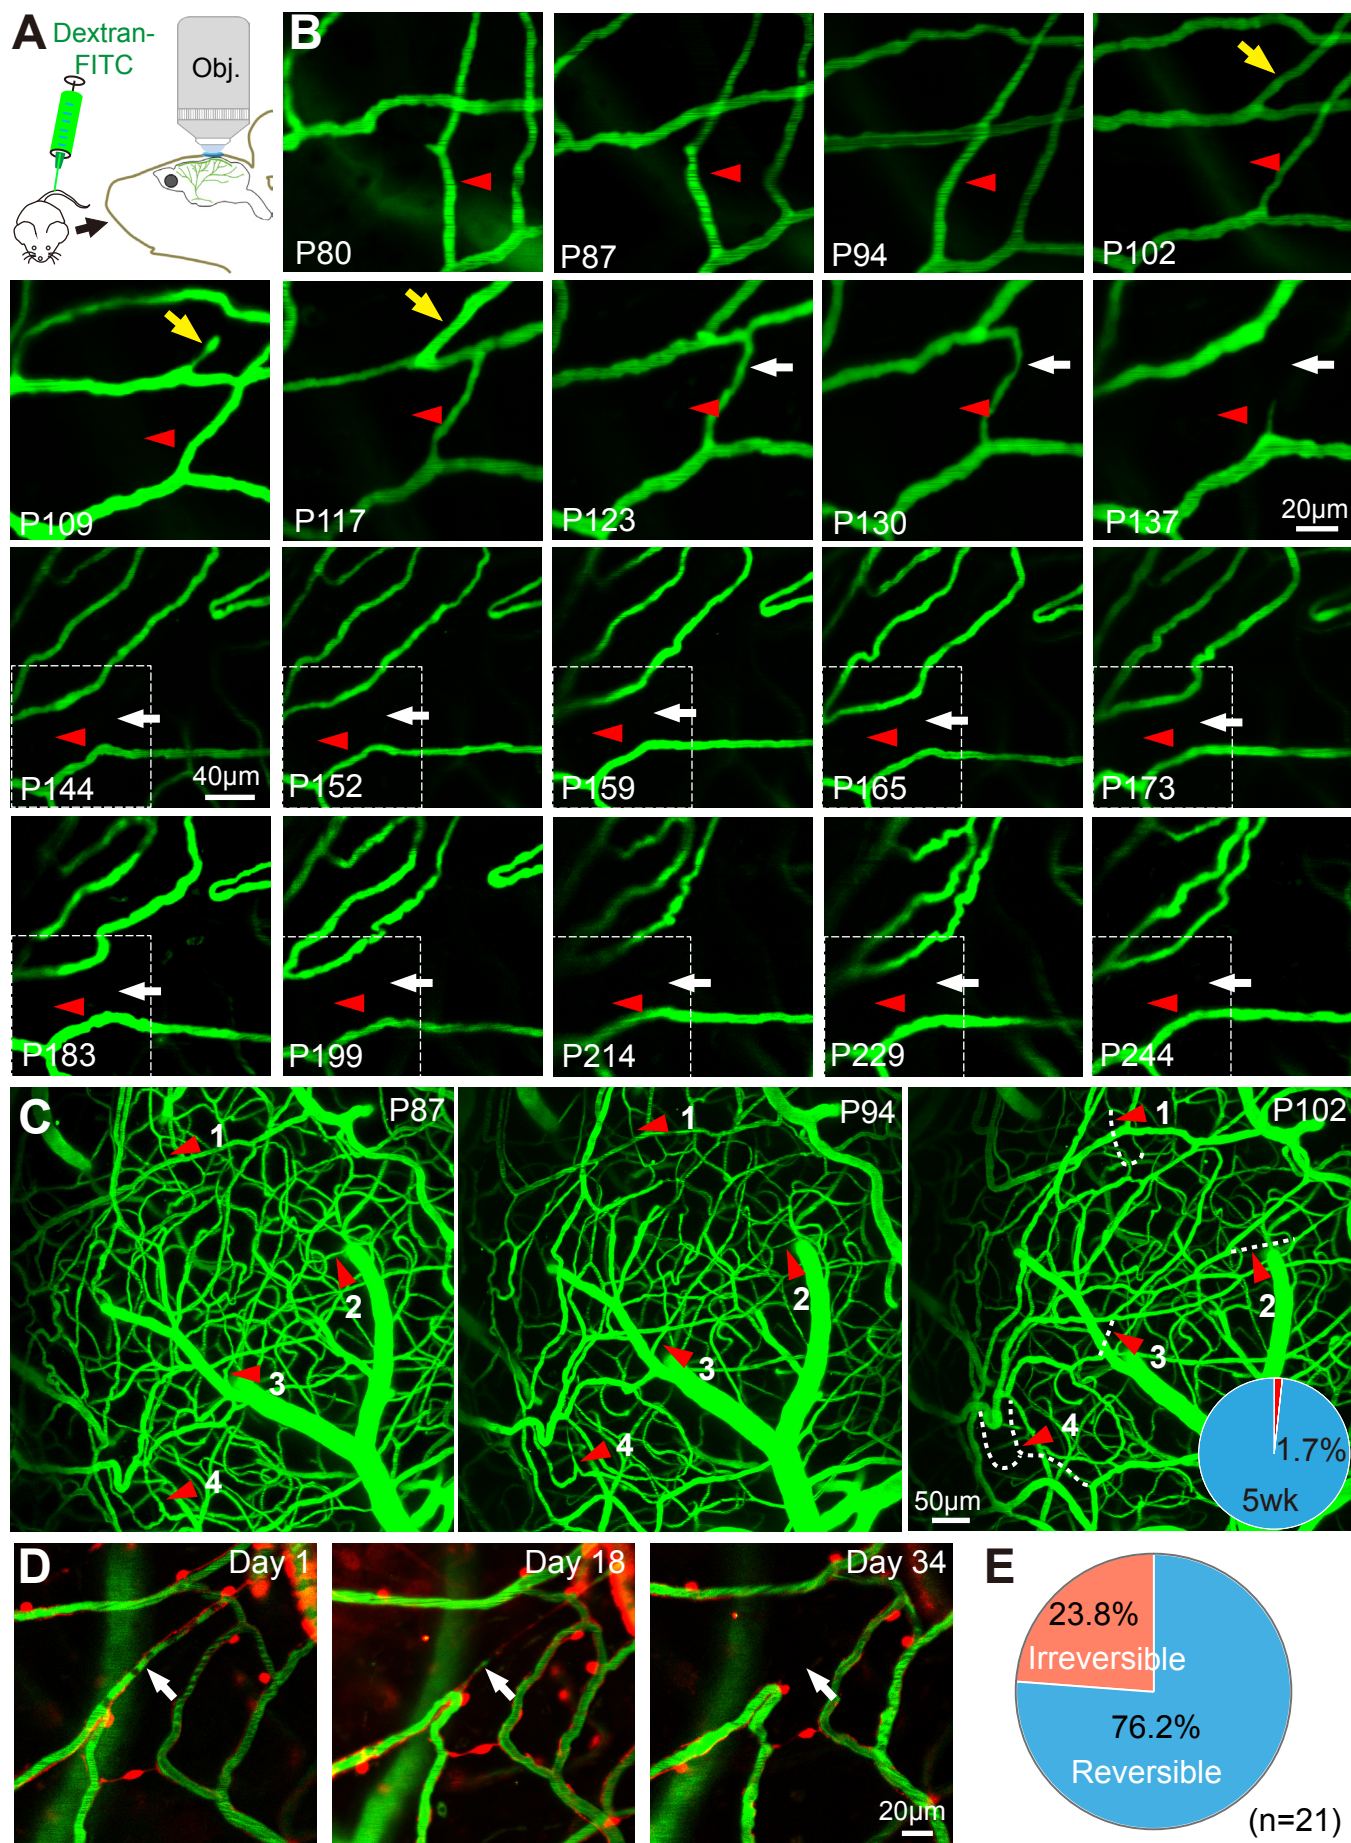 A
Dextran-
FITC
Obj.
B
P80
P87
P94
P102
P109
P117
P123
P130
P137
20µm
P144
40µm
P152
P159
P165
P173
P183
P199
P214
P229
P244
C
P87
1
2
3
4
P94
1
2
3
4
P102
1
2
3
4
50µm
1.7%
5wk
D
Day 1
Day 18
Day 34
20µm
E
23.8%
Irreversible
76.2%
Reversible
(n=21)